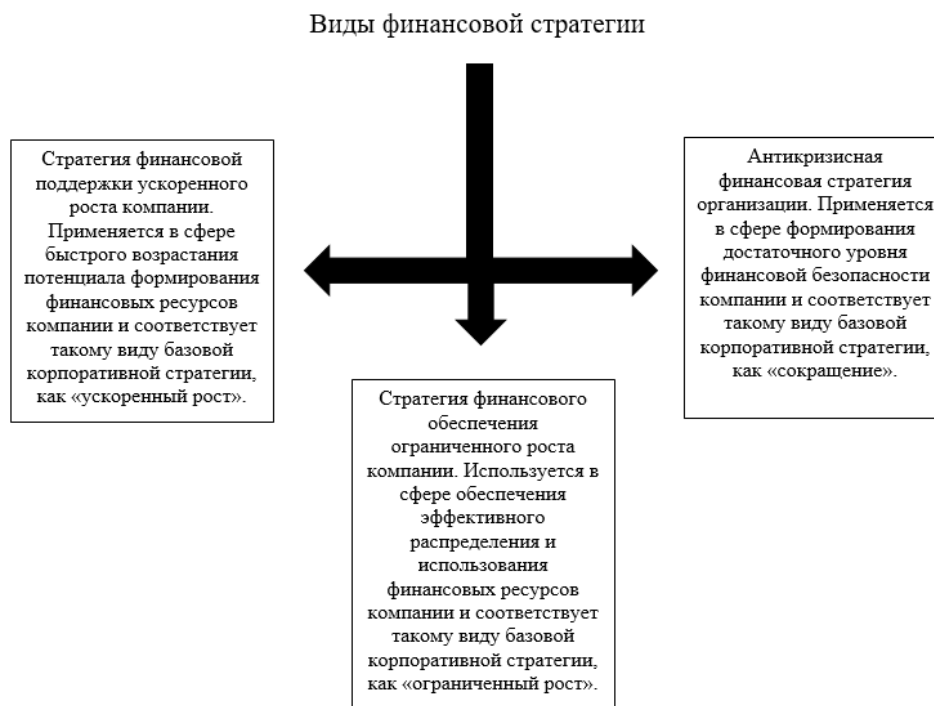 Виды финансовой стратегии
Стратегия финансовой
поддержки ускоренного
роста компании.
Применяется в сфере
быстрого возрастания
потенциала формирования
финансовых ресурсов
компании и соответствует
такому виду базовой
корпоративной стратегии,
как «ускоренный рост».
Стратегия финансового
обеспечения
ограниченного роста
компании. Используется в
сфере обеспечения
эффективного
распределения и
использования
финансовых ресурсов
компании и соответствует
такому виду базовой
корпоративной стратегии,
как «ограниченный рост».
Антикризисная
финансовая стратегия
организации. Применяется
в сфере формирования
достаточного уровня
финансовой безопасности
компании и соответствует
такому виду базовой
корпоративной стратегии,
как «сокращение».